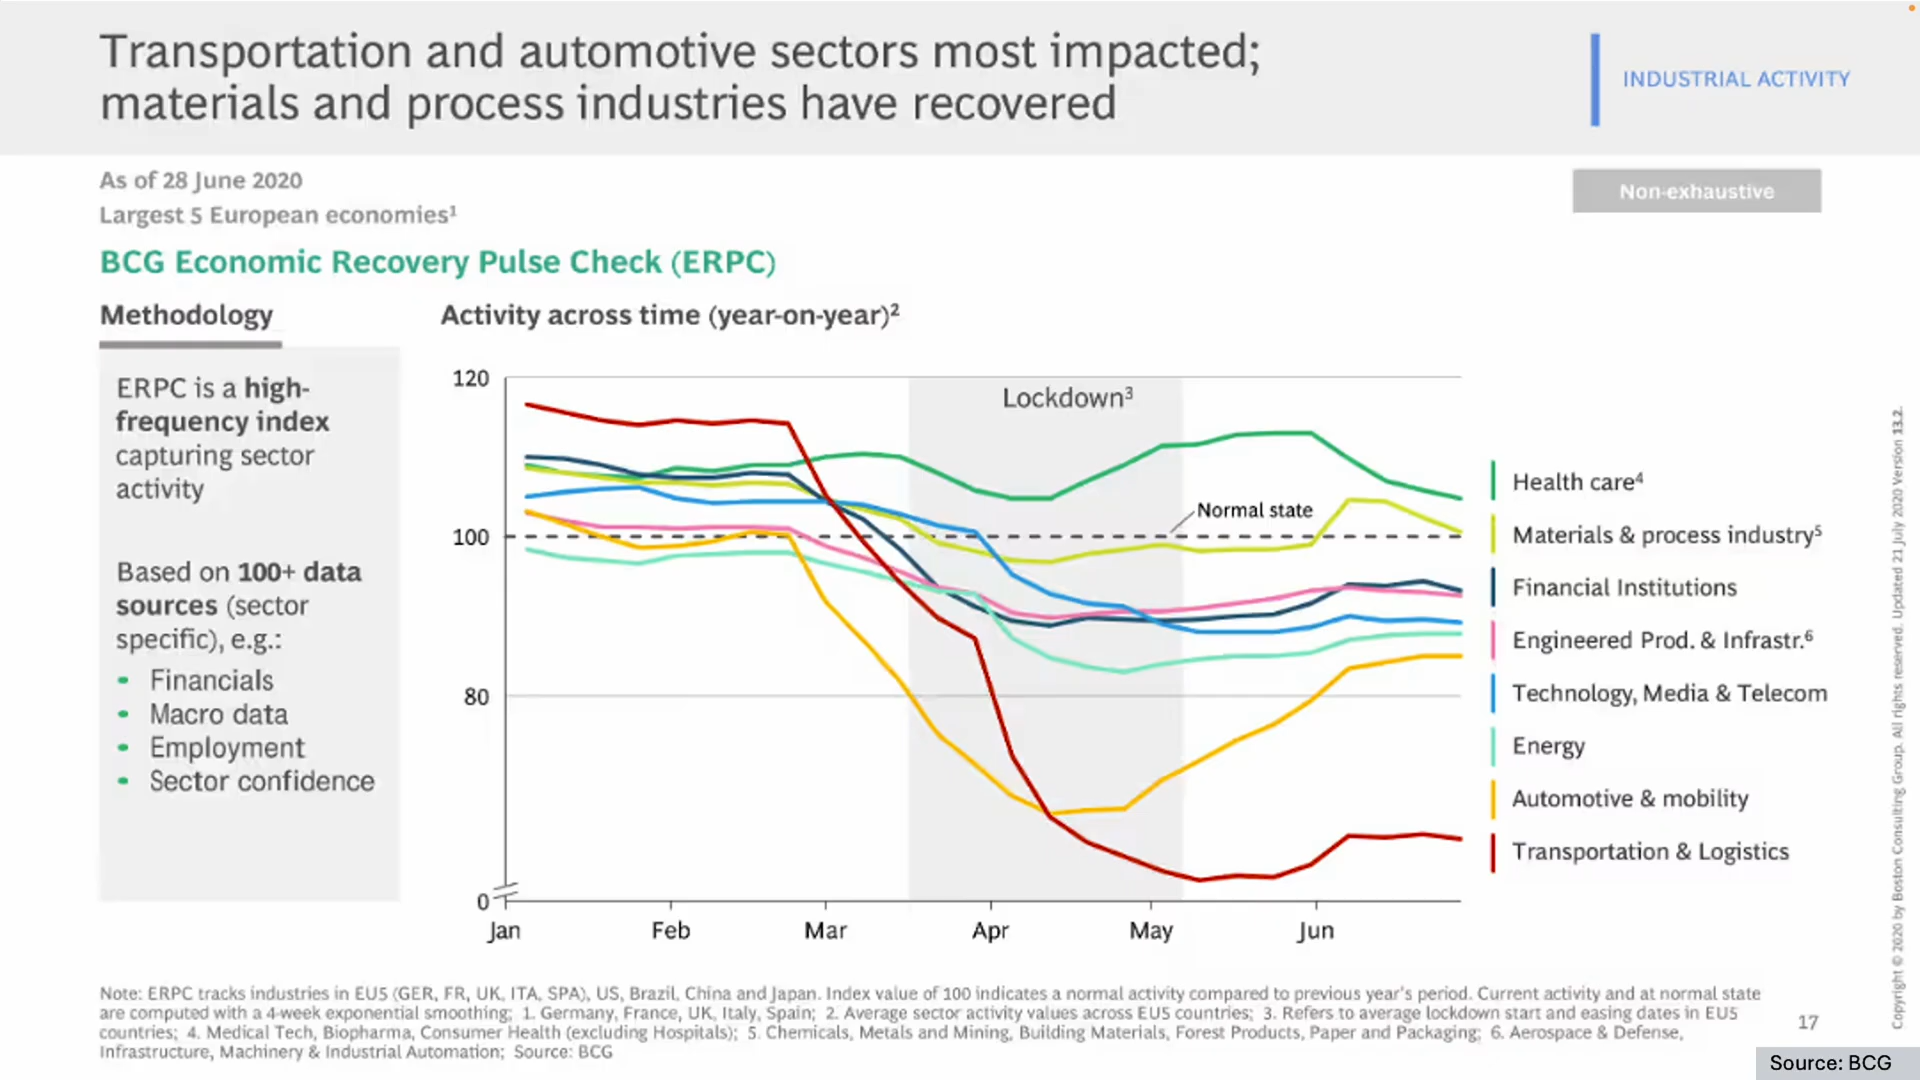 Transportation and automotive sectors most impacted;
materials and process industries have recovered
INDUSTRIAL ACTIVITY
As of 28 June 2020
Largest 5 European economies¹
Non-exhaustive
BCG Economic Recovery Pulse Check (ERPC)
Methodology
ERPC is a high-
frequency index
capturing sector
activity
Based on 100+ data
sources (sector
specific), e.g.:
• Financials
• Macro data
• Employment
• Sector confidence
Activity across time (year-on-year)²
120
100
80
0
Lockdown³
Normal state
Jan
Feb
Mar
Apr
May
Jun
Health care⁴
Materials & process industry⁵
Financial Institutions
Engineered Prod. & Infrastr.⁶
Technology, Media & Telecom
Energy
Automotive & mobility
Transportation & Logistics
Copyright © 2020 by Boston Consulting Group. All rights reserved. Updated 21 July 2020 Version 13.2.
Note: ERPC tracks industries in EU5 (GER, FR, UK, ITA, SPA), US, Brazil, China and Japan. Index value of 100 indicates a normal activity compared to previous year's period. Current activity and at normal state
are computed with a 4-week exponential smoothing; 1. Germany, France, UK, Italy, Spain; 2. Average sector activity values across EU5 countries; 3. Refers to average lockdown start and easing dates in EU5
countries; 4. Medical Tech, Biopharma, Consumer Health (excluding Hospitals); 5. Chemicals, Metals and Mining, Building Materials, Forest Products, Paper and Packaging; 6. Aerospace & Defense,
Infrastructure, Machinery & Industrial Automation; Source: BCG
17
Source: BCG